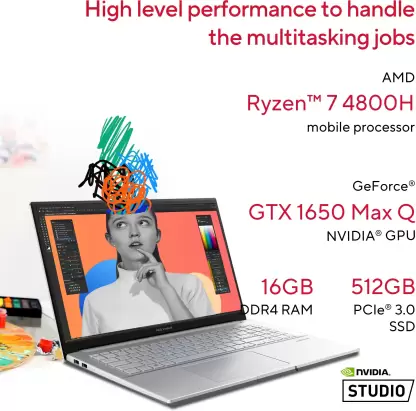 High level performance to handle
the multitasking jobs
AMD
Ryzen™ 7 4800H
mobile processor
GeForce®
GTX 1650 Max Q
NVIDIA® GPU
16GB
DDR4 RAM
512GB
PCIe® 3.0
SSD
NVIDIA.
STUDIO